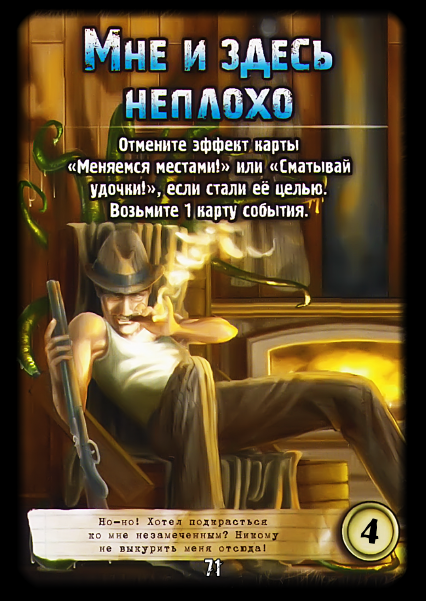 Мне и здесь
неплохо
Отмените эффект карты
«Меняемся местами!» или «Сматывай
удочки!», если стали её целью.
Возьмите 1 карту события.
Но-но! Хотел подкрасться
ко мне незамеченным? Никому
не выкурить меня отсюда!
4
71